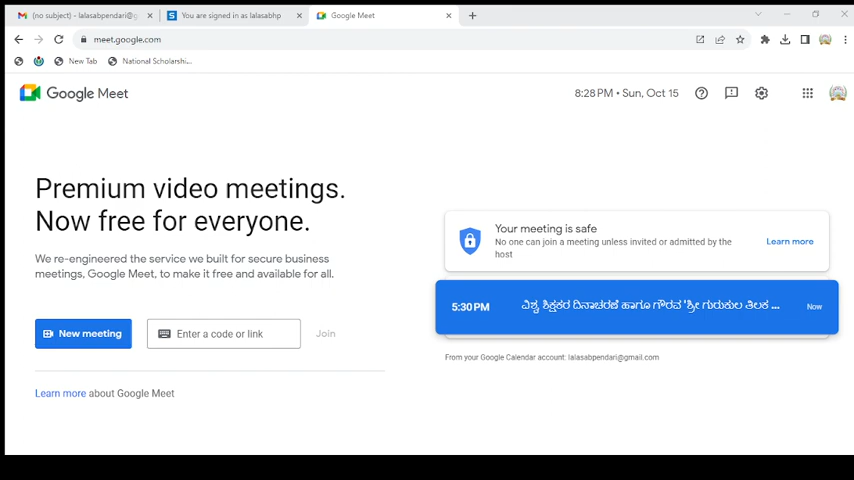 (no subject) - lalasabpendari@g
You are signed in as lalasabhp
Google Meet
meet.google.com
New Tab
National Scholarshi...
Google Meet
8:28 PM • Sun, Oct 15
Premium video meetings.
Now free for everyone.
We re-engineered the service we built for secure business
meetings, Google Meet, to make it free and available for all.
New meeting
Enter a code or link
Join
Learn more about Google Meet
Your meeting is safe
No one can join a meeting unless invited or admitted by the
host
Learn more
5:30 PM
ವಿಶ್ವ ಶಿಕ್ಷಕರ ದಿನಾಚರಣೆ ಹಾಗೂ ಗೌರವ 'ಶ್ರೀ ಗುರುಕುಲ ತಿಲಕ ...
Now
From your Google Calendar account: lalasabpendari@gmail.com